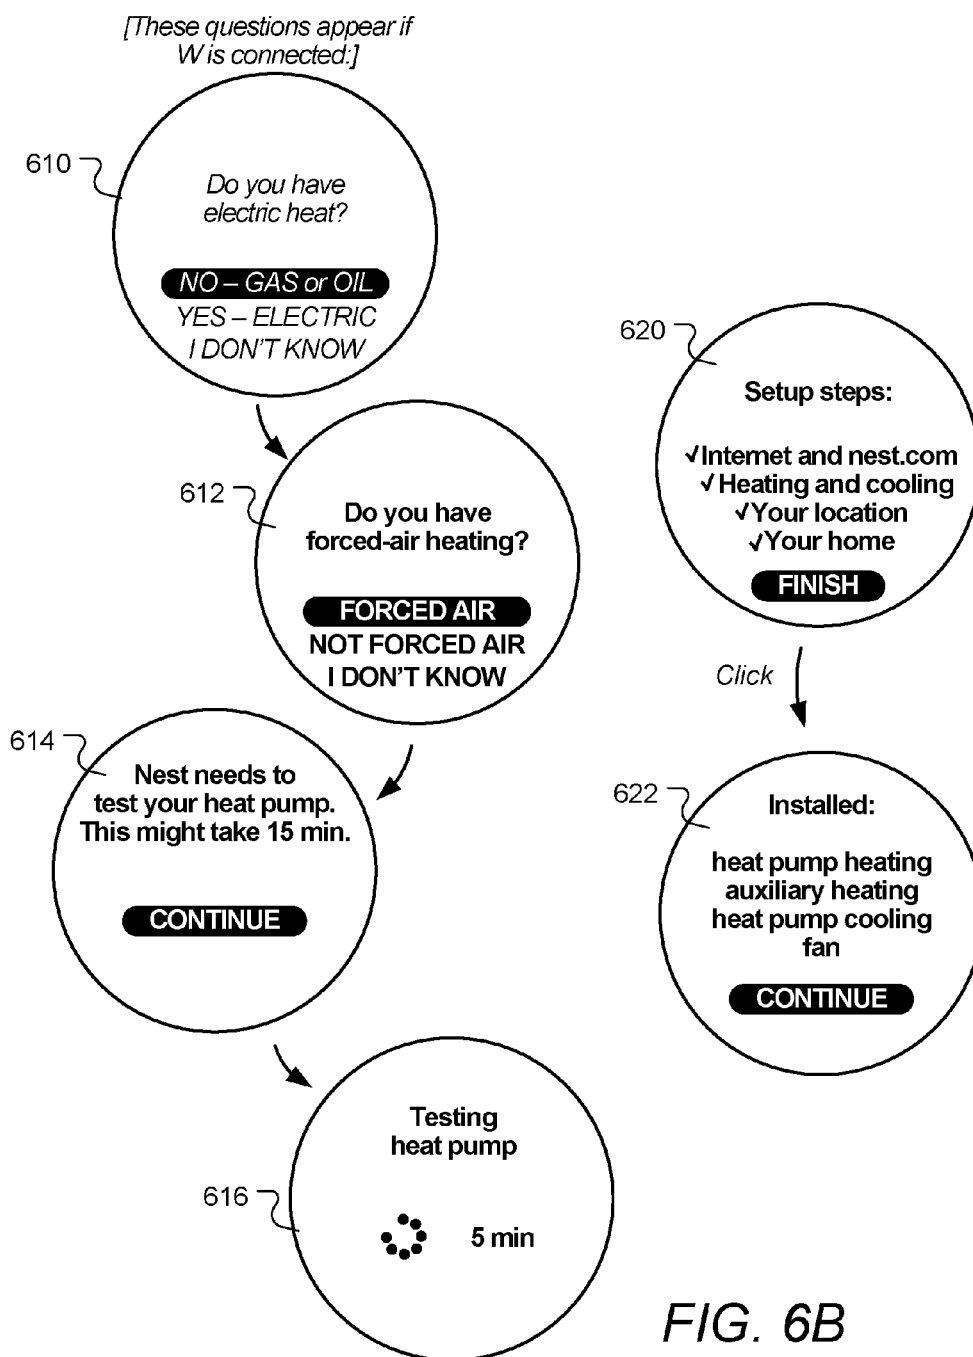 [These questions appear if
W is connected:]
610
Do you have
electric heat?
NO – GAS or OIL
YES – ELECTRIC
I DON'T KNOW
612
Do you have
forced-air heating?
FORCED AIR
NOT FORCED AIR
I DON'T KNOW
614
Nest needs to
test your heat pump.
This might take 15 min.
CONTINUE
616
Testing
heat pump
5 min
620
Setup steps:
✓Internet and nest.com
✓Heating and cooling
✓Your location
✓Your home
FINISH
Click
622
Installed:
heat pump heating
auxiliary heating
heat pump cooling
fan
CONTINUE
FIG. 6B